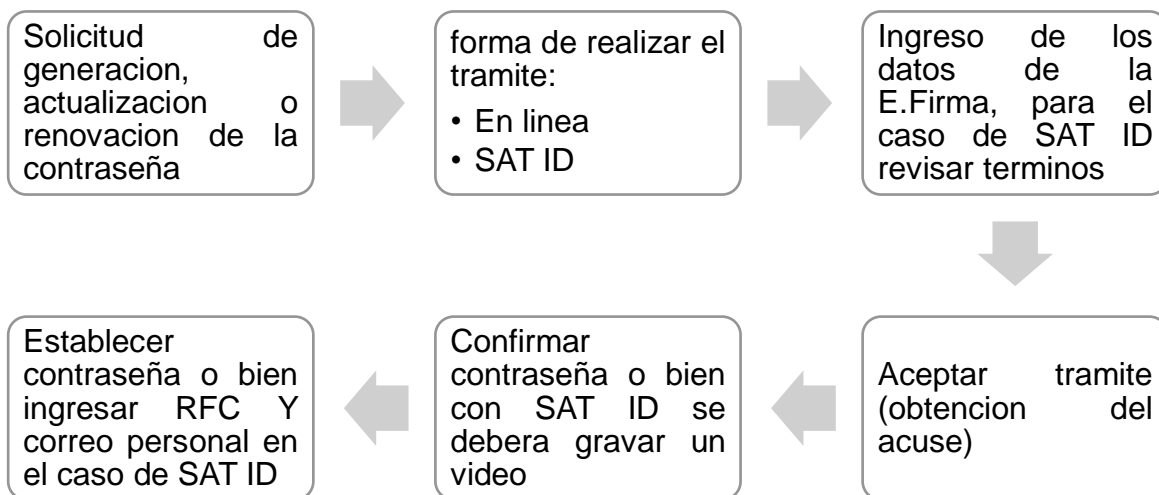 Solicitud de
generacion,
actualizacion o
renovacion de la
contraseña
forma de realizar el
tramite:
• En linea
• SAT ID
Ingreso de los
datos de la
E.Firma, para el
caso de SAT ID
revisar terminos
Aceptar tramite
(obtencion del
acuse)
Confirmar
contraseña o bien
con SAT ID se
debera gravar un
video
Establecer
contraseña o bien
ingresar RFC Y
correo personal en
el caso de SAT ID